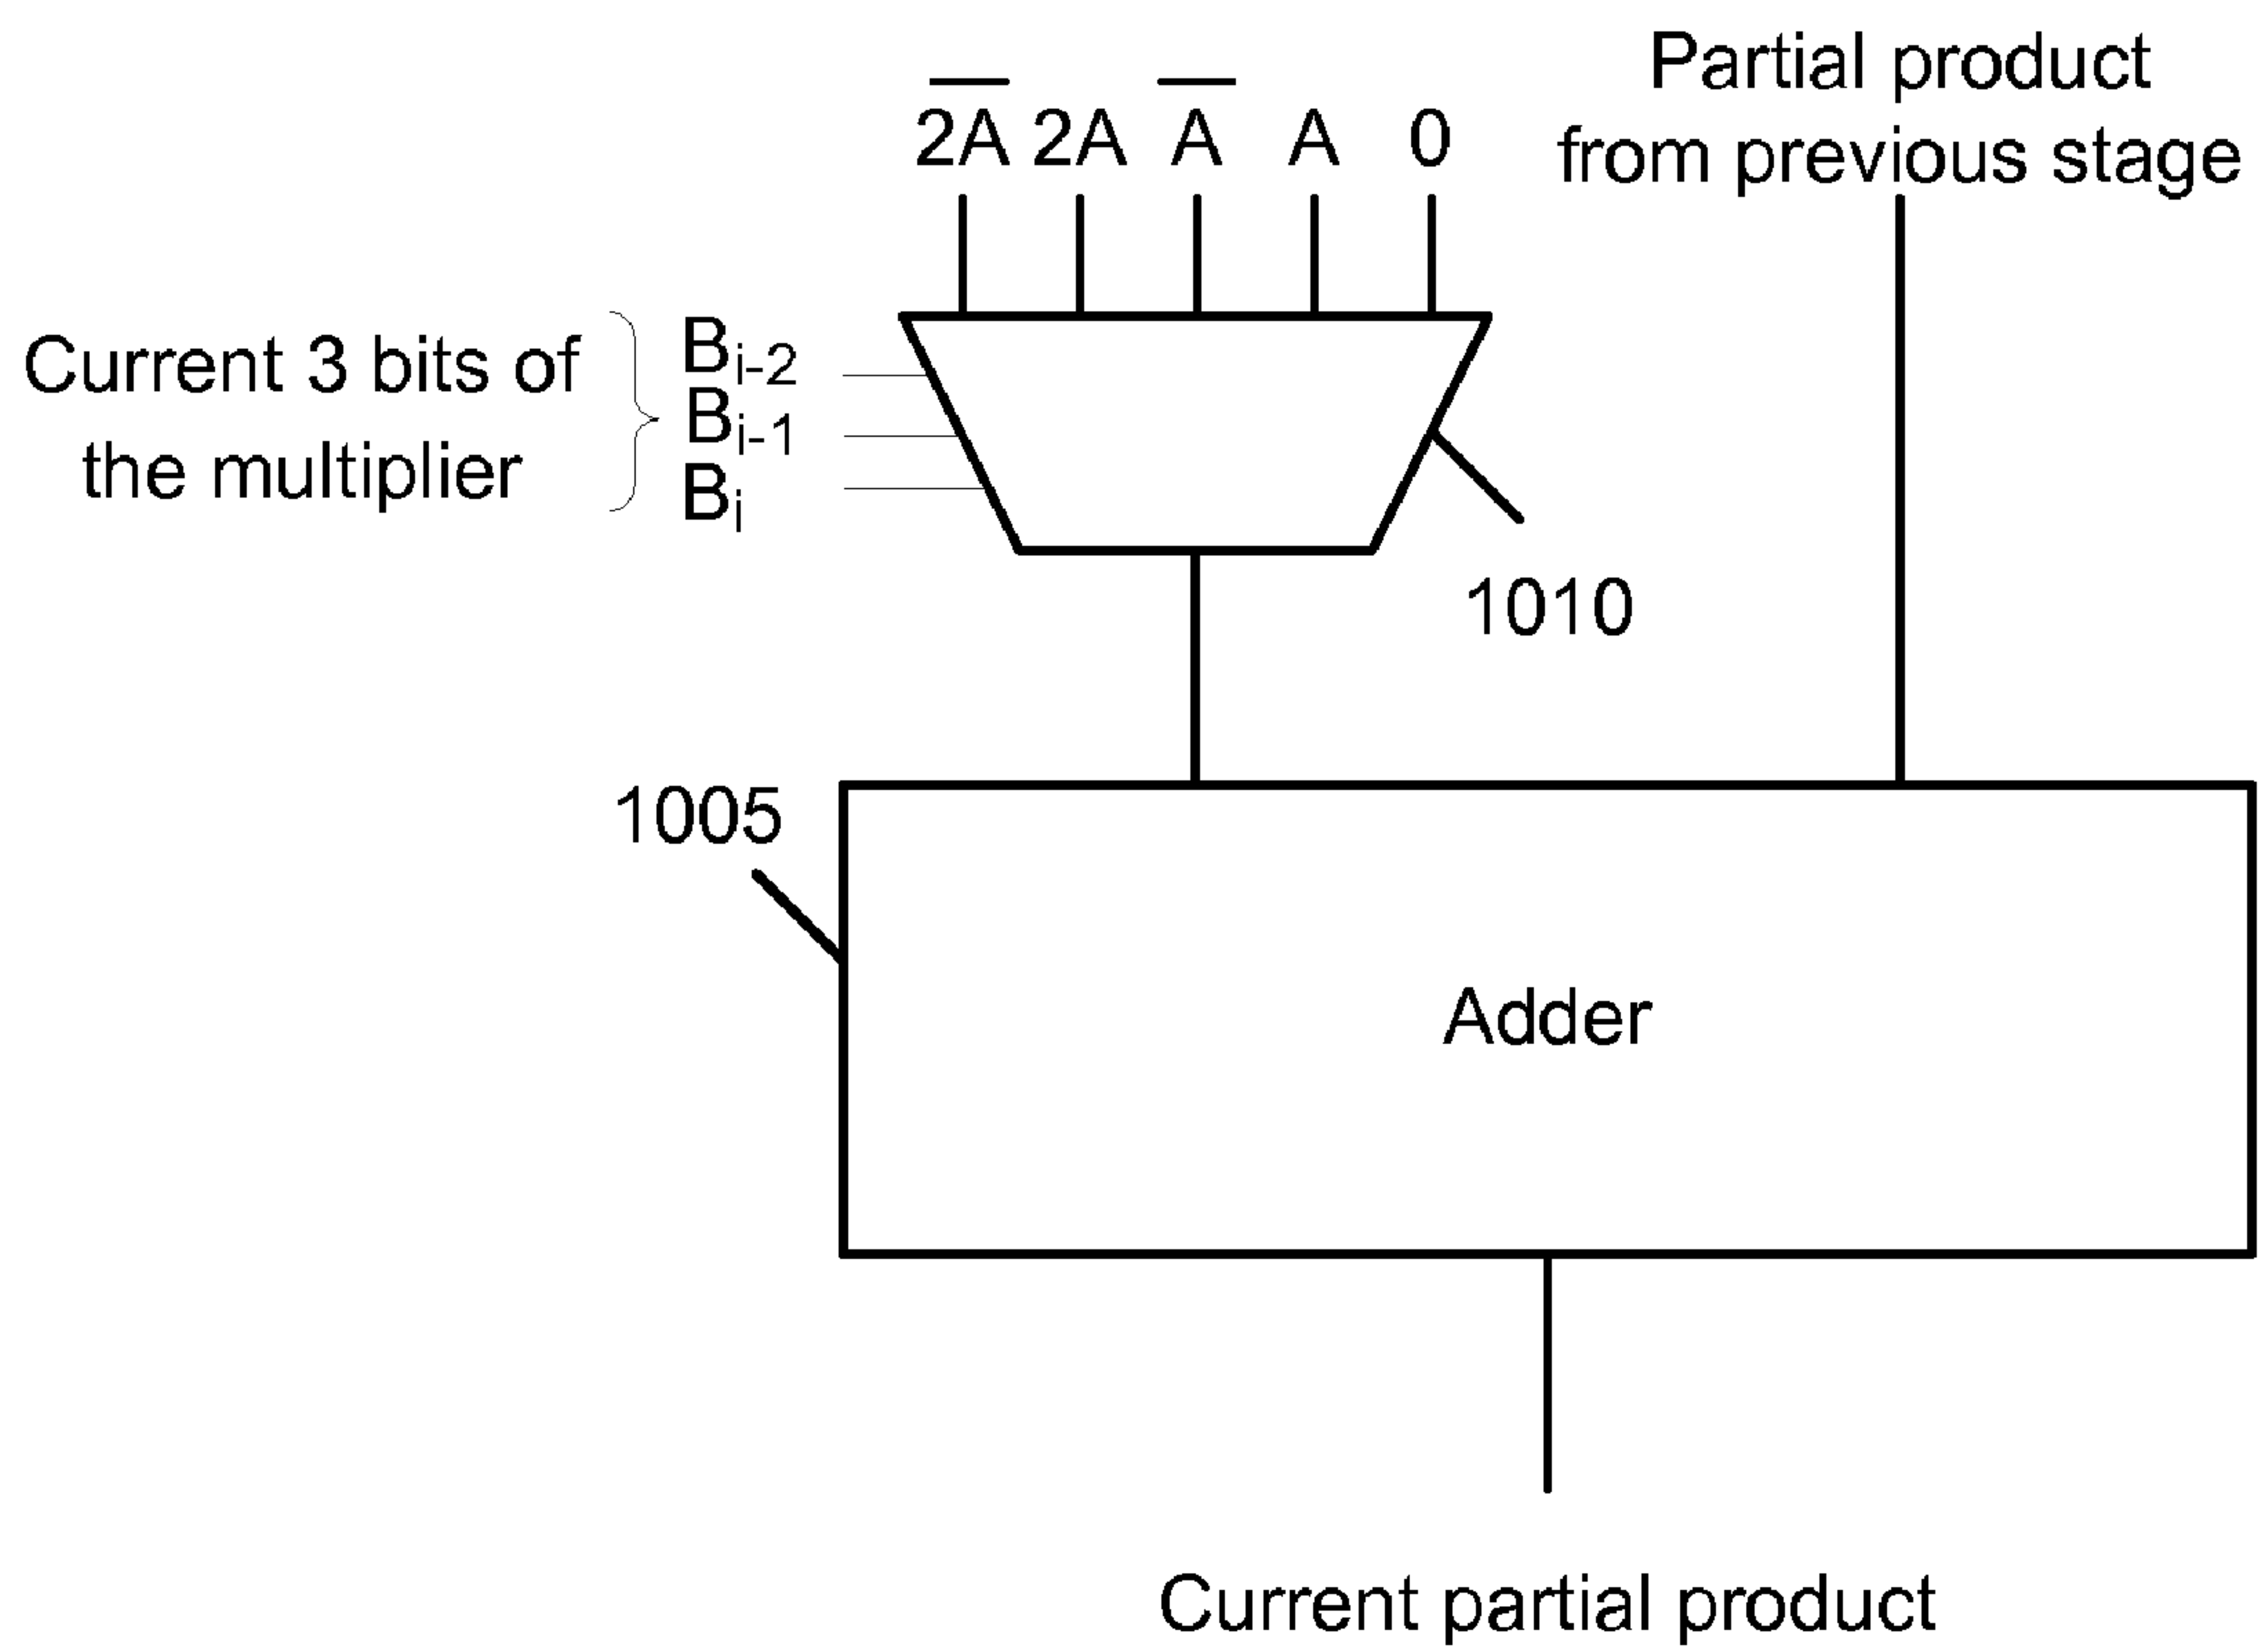 Partial product
from previous stage
2̅A̅ 2A A̅ A 0
Current 3 bits of
the multiplier
Bi-2
Bi-1
Bi
1010
1005
Adder
Current partial product